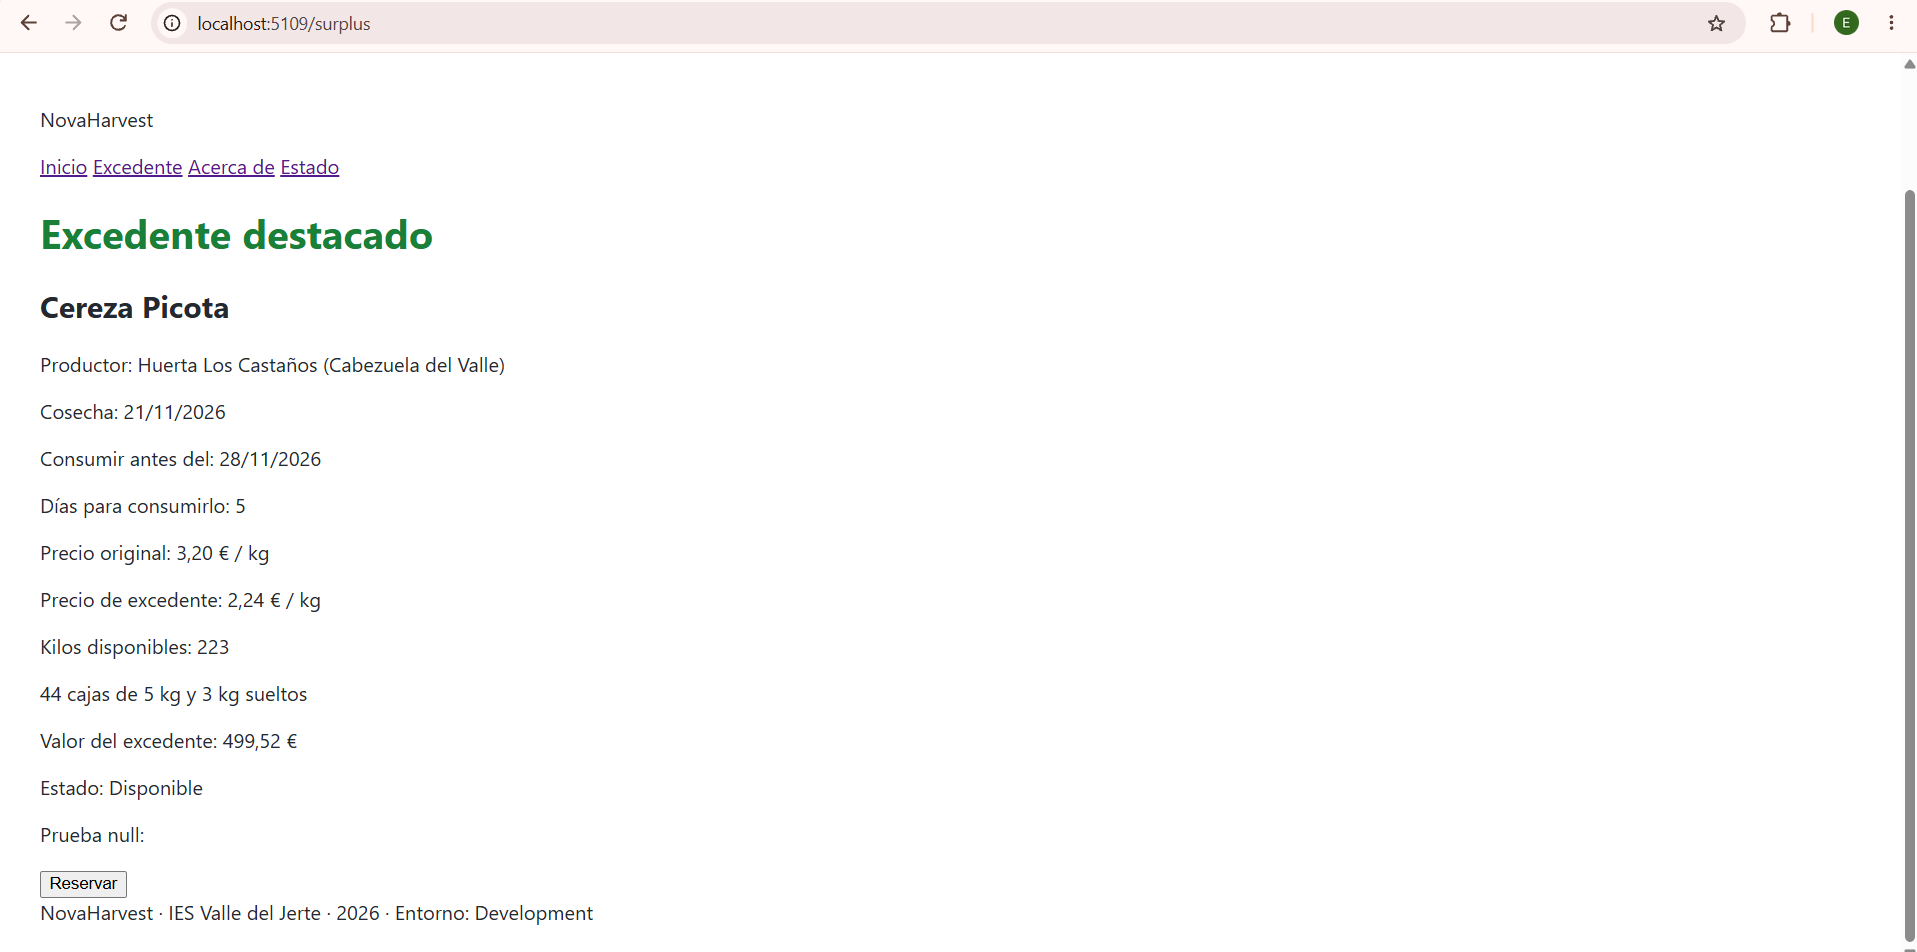 localhost:5109/surplus
E
NovaHarvest
Inicio Excedente Acerca de Estado
Excedente destacado
Cereza Picota
Productor: Huerta Los Castaños (Cabezuela del Valle)
Cosecha: 21/11/2026
Consumir antes del: 28/11/2026
Días para consumirlo: 5
Precio original: 3,20 € / kg
Precio de excedente: 2,24 € / kg
Kilos disponibles: 223
44 cajas de 5 kg y 3 kg sueltos
Valor del excedente: 499,52 €
Estado: Disponible
Prueba null:
Reservar
NovaHarvest · IES Valle del Jerte · 2026 · Entorno: Development